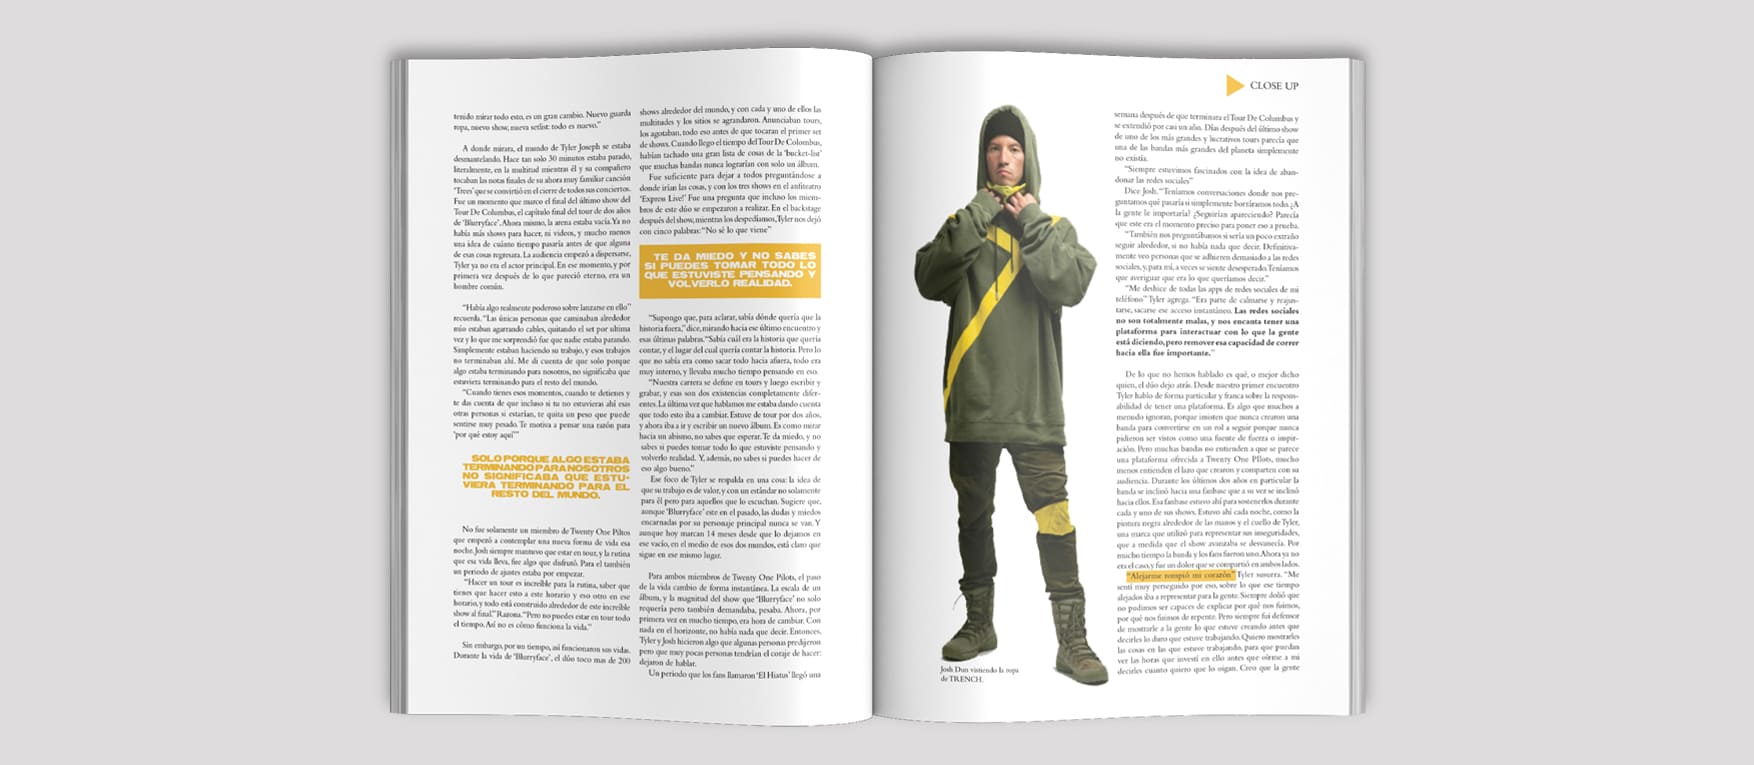 tenido mirar todo esto, es un gran cambio. Nuevo guarda
ropa, nuevo show, nueva setlist: todo es nuevo."
A donde mirara, el mundo de Tyler Joseph se estaba
desmantelando. Hace tan solo 30 minutos estaba parado,
literalmente, en la multitud mientras él y su compañero
tocaban las notas finales de su ahora muy familiar canción
'Trees' que se convirtió en el cierre de todos sus conciertos.
Fue un momento que marco el final del último show del
Tour De Columbus, el capítulo final del tour de dos años
de 'Blurryface'. Ahora mismo, la arena estaba vacía. Ya no
había más shows para hacer, ni videos, y mucho menos
una idea de cuánto tiempo pasaría antes de que alguna
de esas cosas regresara. La audiencia empezó a dispersarse,
Tyler ya no era el actor principal. En ese momento, y por
primera vez después de lo que pareció eterno, era un
hombre común.
"Había algo realmente poderoso sobre lanzarse en ello"
recuerda. "Las únicas personas que caminaban alrededor
mío estaban agarrando cables, quitando el set por ultima
vez y lo que me sorprendió fue que nadie estaba parando.
Simplemente estaban haciendo su trabajo, y esos trabajos
no terminaban ahí. Me di cuenta de que solo porque
algo estaba terminando para nosotros, no significaba que
estuviera terminando para el resto del mundo.
"Cuando tienes esos momentos, cuando te detienes y
te das cuenta de que incluso si tu no estuvieras ahí esas
otras personas si estarían, te quita un peso que puede
sentirse muy pesado. Te motiva a pensar una razón para
'por qué estoy aquí'"
SOLO PORQUE ALGO ESTABA
TERMINANDO PARA NOSOTROS
NO SIGNIFICABA QUE ESTU-
VIERA TERMINANDO PARA EL
RESTO DEL MUNDO.
No fue solamente un miembro de Twenty One Piltos
que empezó a contemplar una nueva forma de vida esa
noche. Josh siempre mantuvo que estar en tour, y la rutina
que esa vida lleva, fue algo que disfrutó. Para el también
un periodo de ajustes estaba por empezar.
"Hacer un tour es increíble para la rutina, saber que
tienes que hacer esto a este horario y eso otro en ese
horario, y todo está construido alrededor de este increíble
show al final." Razona. "Pero no puedes estar en tour todo
el tiempo. Así no es cómo funciona la vida."
Sin embargo, por un tiempo, así funcionaron sus vidas.
Durante la vida de 'Blurryface', el dúo toco mas de 200
shows alrededor del mundo, y con cada y uno de ellos las
multitudes y los sitios se agrandaron. Anunciaban tours,
los agotaban, todo eso antes de que tocaran el primer set
de shows. Cuando llego el tiempo del Tour De Colombus,
habían tachado una gran lista de cosas de la 'bucket-list'
que muchas bandas nunca lograrían con solo un álbum.
Fue suficiente para dejar a todos preguntándose a
donde irían las cosas, y con los tres shows en el anfiteatro
'Express Live!' Fue una pregunta que incluso los miem-
bros de este dúo se empezaron a realizar. En el backstage
después del show, mientras los despedíamos, Tyler nos dejó
con cinco palabras: "No sé lo que viene"
TE DA MIEDO Y NO SABES
SI PUEDES TOMAR TODO LO
QUE ESTUVISTE PENSANDO Y
VOLVERLO REALIDAD.
"Supongo que, para aclarar, sabía dónde quería que la
historia fuera," dice, mirando hacia ese último encuentro y
esas últimas palabras. "Sabía cuál era la historia que quería
contar, y el lugar del cual quería contar la historia. Pero lo
que no sabía era como sacar todo hacia afuera, todo era
muy interno, y llevaba mucho tiempo pensando en eso.
"Nuestra carrera se define en tours y luego escribir y
grabar, y esas son dos existencias completamente difer-
entes. La última vez que hablamos me estaba dando cuenta
que todo esto iba a cambiar. Estuve de tour por dos años,
y ahora iba a ir y escribir un nuevo álbum. Es como mirar
hacia un abismo, no sabes que esperar. Te da miedo, y no
sabes si puedes tomar todo lo que estuviste pensando y
volverlo realidad. Y, además, no sabes si puedes hacer de
eso algo bueno."
Ese foco de Tyler se respalda en una cosa: la idea de
que su trabajo es de valor, y con un estándar no solamente
para él pero para aquellos que lo escuchan. Sugiere que,
aunque 'Blurryface' este en el pasado, las dudas y miedos
encarnadas por su personaje principal nunca se van. Y
aunque hoy marcan 14 meses desde que lo dejamos en
ese vacío, en el medio de esos dos mundos, está claro que
sigue en ese mismo lugar.
Para ambos miembros de Twenty One Pilots, el paso
de la vida cambio de forma instantánea. La escala de un
álbum, y la magnitud del show que 'Blurryface' no solo
requería pero también demandaba, pesaba. Ahora, por
primera vez en mucho tiempo, era hora de cambiar. Con
nada en el horizonte, no había nada que decir. Entonces,
Tyler y Josh hicieron algo que algunas personas predijeron
pero que muy pocas personas tendrían el coraje de hacer:
dejaron de hablar.
Un periodo que los fans llamaron 'El Hiatus' llegó una
CLOSE UP
Josh Dun vistiendo la ropa
de TRENCH.
semana después de que terminara el Tour De Columbus y
se extendió por casi un año. Días después del último show
de uno de los más grandes y lucrativos tours parecía que
una de las bandas más grandes del planeta simplemente
no existía.
"Siempre estuvimos fascinados con la idea de aban-
donar las redes sociales"
Dice Josh. "Teníamos conversaciones donde nos pre-
guntamos qué pasaría si simplemente borráramos todo. ¿A
la gente le importaría? ¿Seguirían apareciendo? Parecía
que este era el momento preciso para poner eso a prueba.
"También nos preguntábamos si sería un poco extraño
seguir alrededor, si no había nada que decir. Definitiva-
mente veo personas que se adhieren demasiado a las redes
sociales, y, para mí, a veces se siente desesperado. Teníamos
que averiguar que era lo que queríamos decir."
"Me deshice de todas las apps de redes sociales de mi
teléfono" Tyler agrega. "Era parte de calmarse y reajus-
tarse, sacarse ese acceso instantáneo. Las redes sociales
no son totalmente malas, y nos encanta tener una
plataforma para interactuar con lo que la gente
está diciendo, pero remover esa capacidad de correr
hacia ella fue importante."
De lo que no hemos hablado es qué, o mejor dicho
quien, el dúo dejo atrás. Desde nuestro primer encuentro
Tyler hablo de forma particular y franca sobre la respons-
abilidad de tener una plataforma. Es algo que muchos a
menudo ignoran, porque insisten que nunca crearon una
banda para convertirse en un rol a seguir porque nunca
pidieron ser vistos como una fuente de fuerza o inspir-
ación. Pero muchas bandas no entienden a que se parece
una plataforma ofrecida a Twenty One PIlots, mucho
menos entienden el lazo que crearon y comparten con su
audiencia. Durante los últimos dos años en particular la
banda se inclinó hacia una fanbase que a su vez se inclinó
hacia ellos. Esa fanbase estuvo ahí para sostenerlos durante
cada y uno de sus shows. Estuvo ahí cada noche, como la
pintura negra alrededor de las manos y el cuello de Tyler,
una marca que utilizó para representar sus inseguridades,
que a medida que el show avanzaba se desvanecía. Por
mucho tiempo la banda y los fans fueron uno. Ahora ya no
era el caso, y fue un dolor que se compartió en ambos lados.
"Alejarme rompió mi corazón" Tyler susurra. "Me
sentí muy perseguido por eso, sobre lo que ese tiempo
alejados iba a representar para la gente. Siempre dolió que
no pudimos ser capaces de explicar por qué nos fuimos,
por qué nos fuimos de repente. Pero siempre fui defensor
de mostrarle a la gente lo que estuve creando antes que
decirles lo duro que estuve trabajando. Quiero mostrarles
las cosas en las que estuve trabajando, para que puedan
ver las horas que invertí en ello antes que oírme a mi
decirles cuanto quiero que lo oigan. Creo que la gente